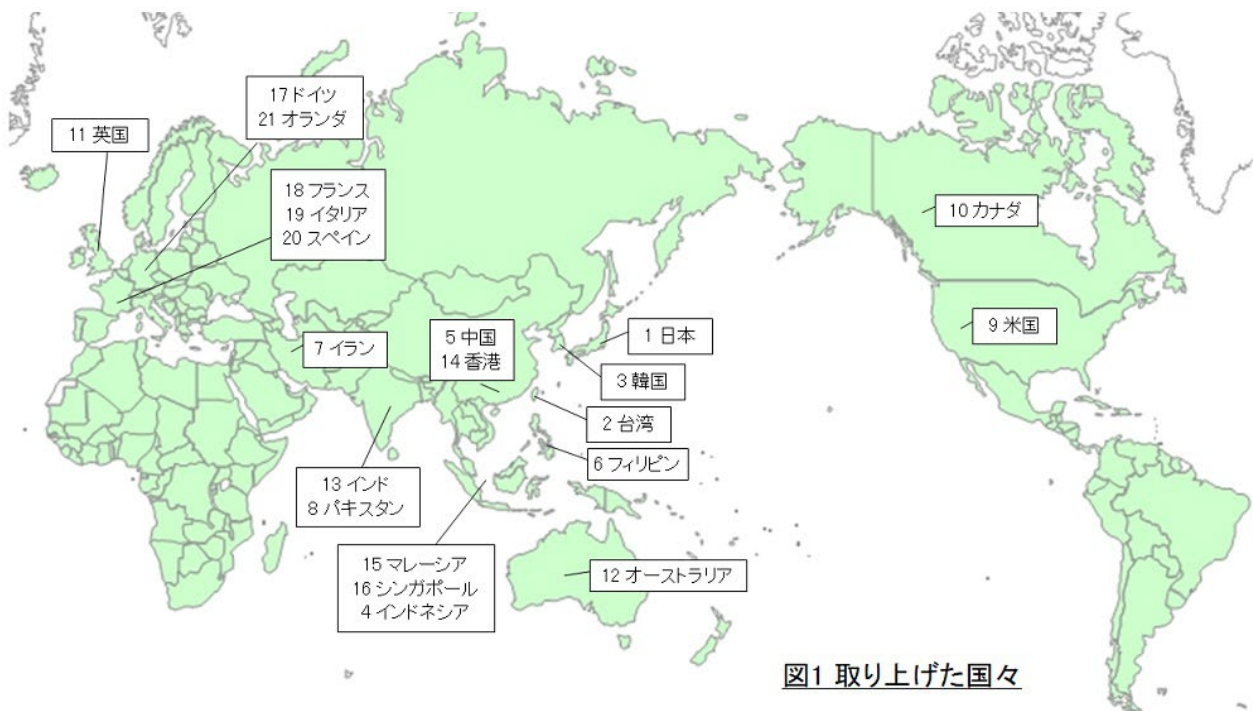 17ドイツ
21 オランダ
11 英国
18 フランス
19 イタリア
20 スペイン
10 カナダ
9 米国
5 中国
14 香港
7 イラン
1 日本
3 韓国
2 台湾
6 フィリピン
13 インド
8 パキスタン
15 マレーシア
16 シンガポール
4 インドネシア
12 オーストラリア
図1 取り上げた国々